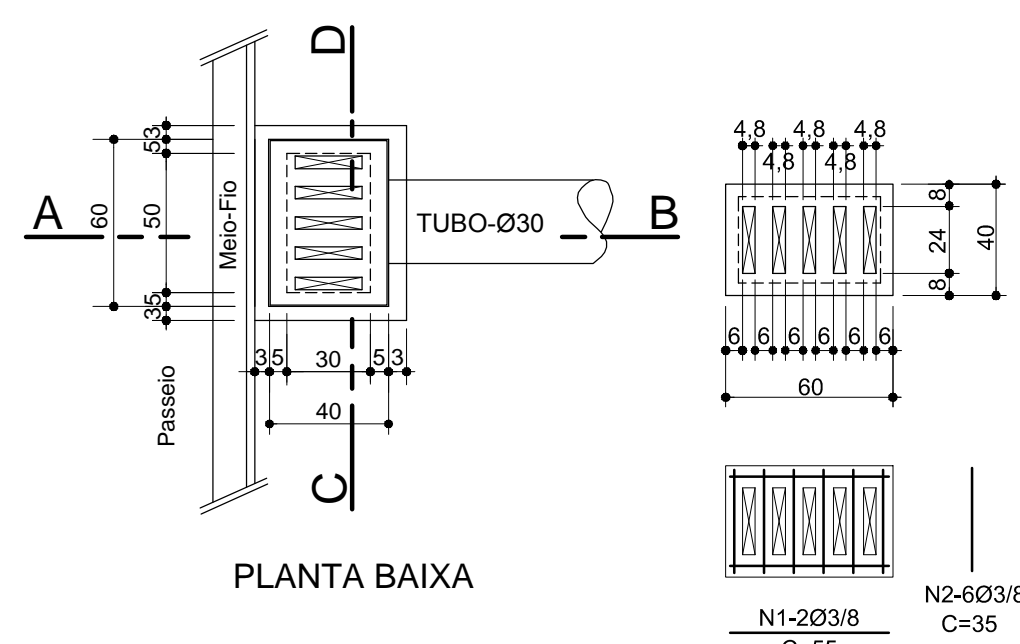 D
53
60
50
35
A
Meio-Fio
TUBO-Ø30
B
Passeio
3 5 30 5 3
40
C
PLANTA BAIXA
4,8 4,8 4,8
4,8 4,8
8
24
8
40
6 6 6 6 6 6
60
N1-2Ø3/8
C=55
N2-6Ø3/8
C=35